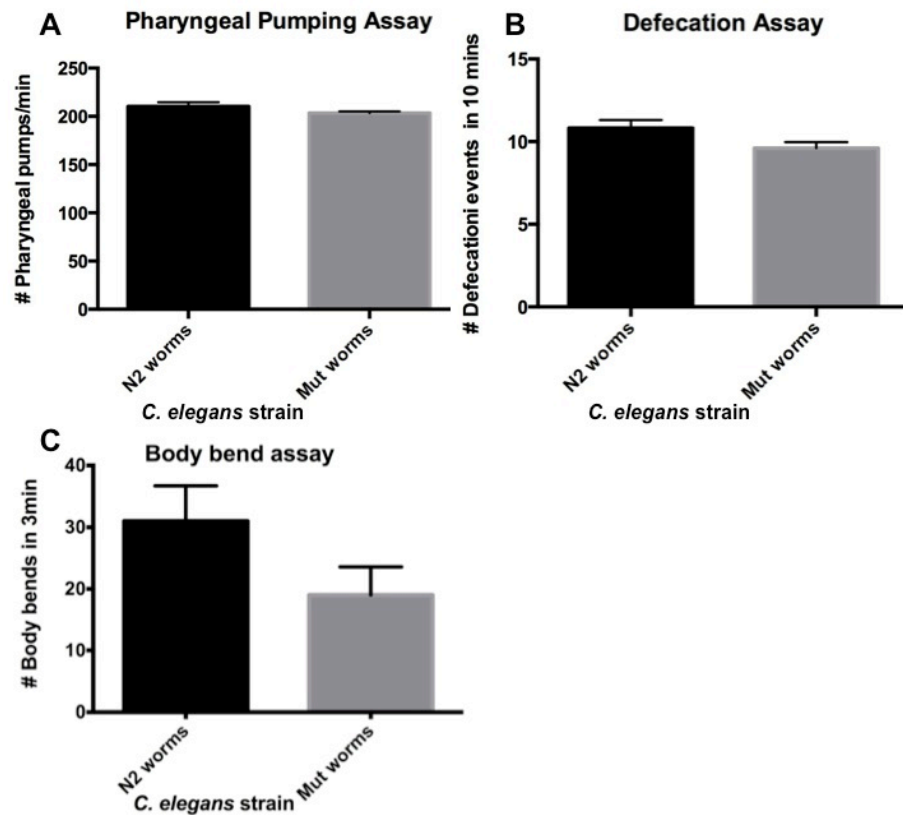 A
Pharyngeal Pumping Assay
# Pharyngeal pumps/min
250
200
150
100
50
0
N2 worms
Mut worms
C. elegans strain
B
Defecation Assay
# Defecationi events in 10 mins
15
10
5
0
N2 worms
Mut worms
C. elegans strain
C
Body bend assay
# Body bends in 3min
40
30
20
10
0
N2 worms
Mut worms
C. elegans strain